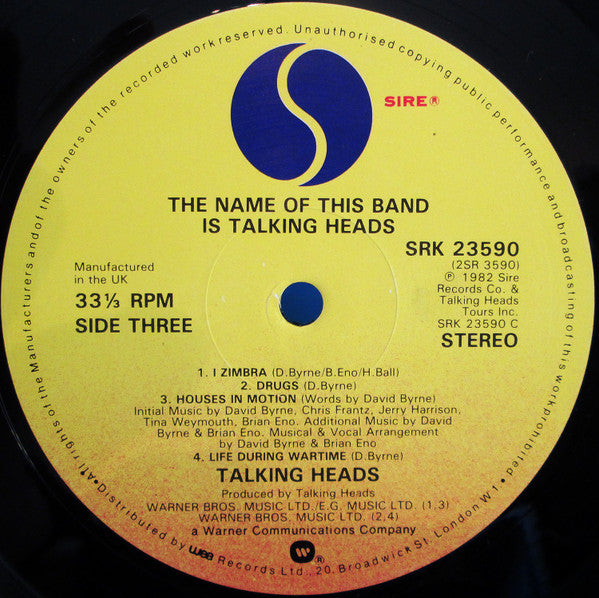 All rights of the Manufacturers and of the owners of the recorded work reserved. Unauthorised copying public performance and broadcasting of this work prohibited.
SIRE®
THE NAME OF THIS BAND
IS TALKING HEADS
SRK 23590
(2SR 3590)
℗ 1982 Sire
Records Co. &
Talking Heads
Tours Inc.
SRK 23590 C
STEREO
Manufactured
in the UK
33⅓ RPM
SIDE THREE
1. I ZIMBRA (D.Byrne/B.Eno/H.Ball)
2. DRUGS (D.Byrne)
3. HOUSES IN MOTION (Words by David Byrne)
Initial Music by David Byrne, Chris Frantz, Jerry Harrison,
Tina Weymouth, Brian Eno. Additional Music by David
Byrne & Brian Eno. Musical & Vocal Arrangement
by David Byrne & Brian Eno
4. LIFE DURING WARTIME (D.Byrne)
TALKING HEADS
Produced by Talking Heads
WARNER BROS. MUSIC LTD./E.G. MUSIC LTD. (1,3)
WARNER BROS. MUSIC LTD. (2,4)
a Warner Communications Company
®
•Distributed by wea Records Ltd., 20, Broadwick St. London W1•